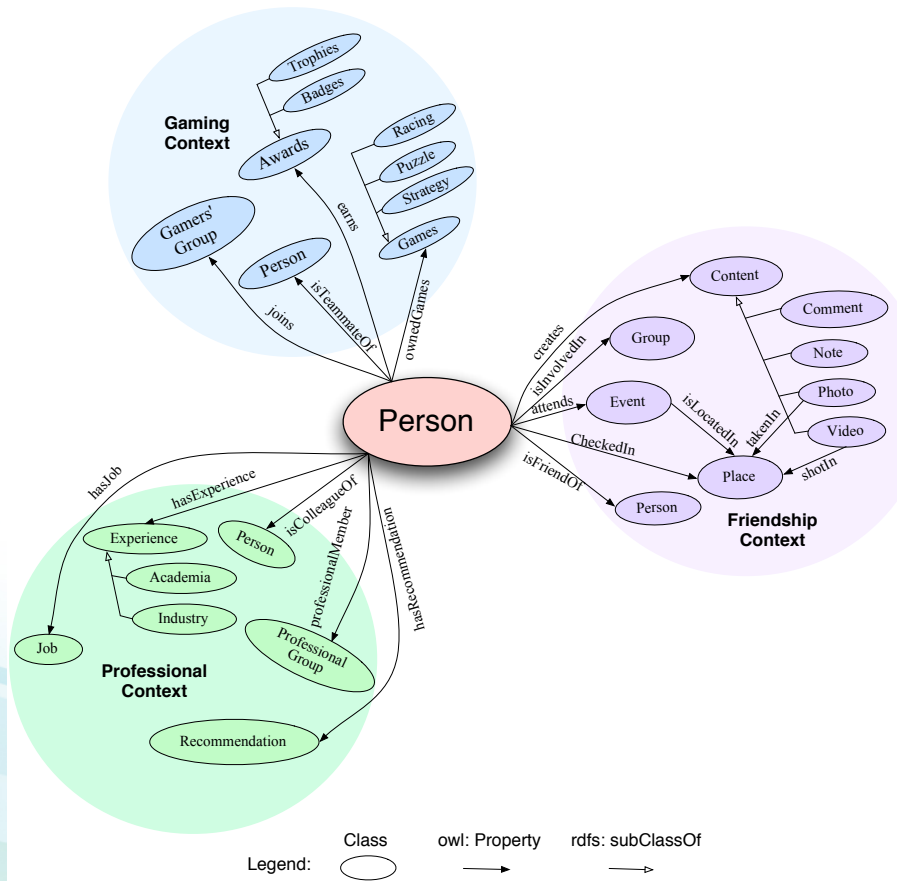 Trophies
Badges
Gaming
Context
Awards
Racing
Puzzle
Strategy
Games
Gamers'
Group
Person
earns
joins
isTeammateOf
ownedGames
Content
Comment
Note
Photo
Video
Group
Event
Place
Person
creates
isInvolvedIn
attends
CheckedIn
isFriendOf
isLocatedIn
takenIn
shotIn
Friendship
Context
Person
hasJob
hasExperience
isColleagueOf
professionalMember
hasRecommendation
Experience
Academia
Industry
Person
Job
Professional
Group
Professional
Context
Recommendation
Class
owl: Property
rdfs: subClassOf
Legend: